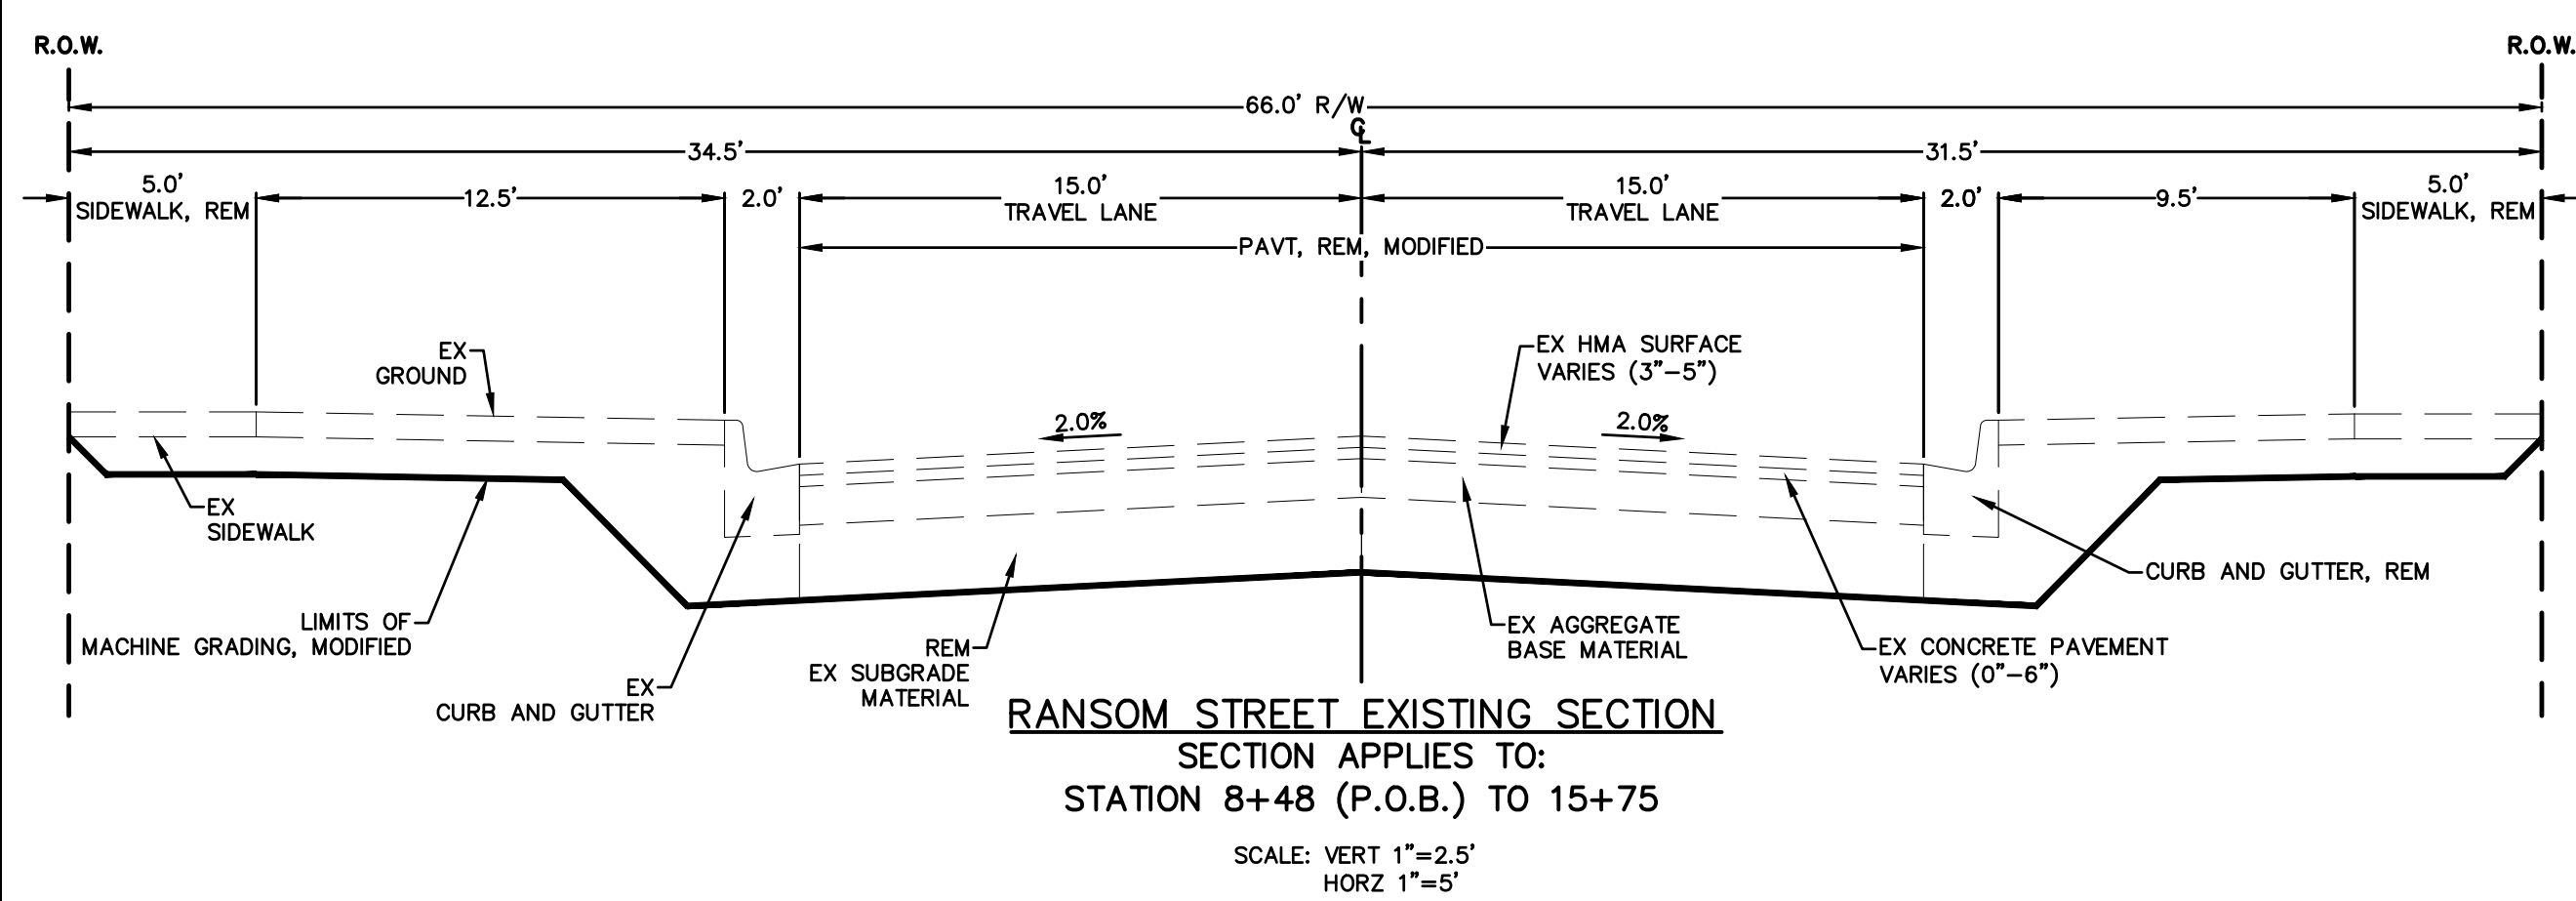 R.O.W.
R.O.W.
66.0' R/W
℄
34.5'
31.5'
5.0'
SIDEWALK, REM
12.5'
2.0'
15.0'
TRAVEL LANE
15.0'
TRAVEL LANE
2.0'
9.5'
5.0'
SIDEWALK, REM
PAVT, REM, MODIFIED
EX
GROUND
EX HMA SURFACE
VARIES (3"-5")
2.0%
2.0%
EX
SIDEWALK
LIMITS OF
MACHINE GRADING, MODIFIED
EX
CURB AND GUTTER
REM
EX SUBGRADE
MATERIAL
EX AGGREGATE
BASE MATERIAL
CURB AND GUTTER, REM
EX CONCRETE PAVEMENT
VARIES (0"-6")
RANSOM STREET EXISTING SECTION
SECTION APPLIES TO:
STATION 8+48 (P.O.B.) TO 15+75
SCALE: VERT 1"=2.5'
HORZ 1"=5'